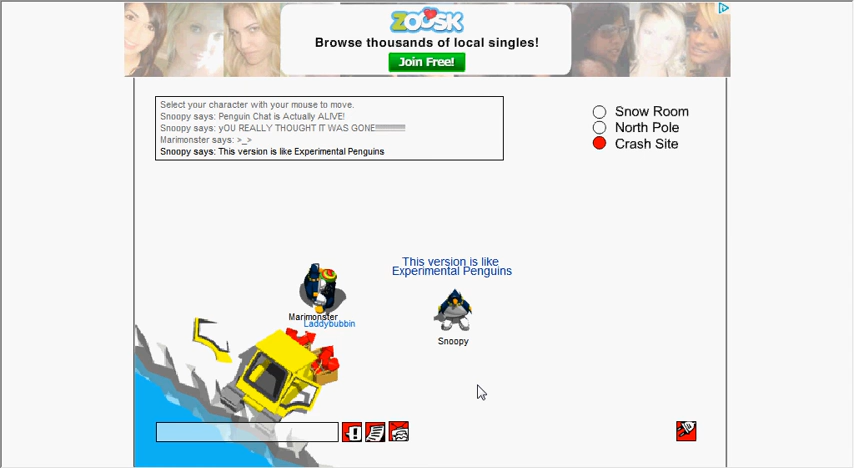 ZOOSK
Browse thousands of local singles!
Join Free!
Select your character with your mouse to move.
Snoopy says: Penguin Chat is Actually ALIVE!
Snoopy says: yOU REALLY THOUGHT IT WAS GONE!!!!!!!!!!!!!!!!!!
Marimonster says: >_>
Snoopy says: This version is like Experimental Penguins
Snow Room
North Pole
Crash Site
This version is like
Experimental Penguins
Marimonster
Laddybubbin
Snoopy